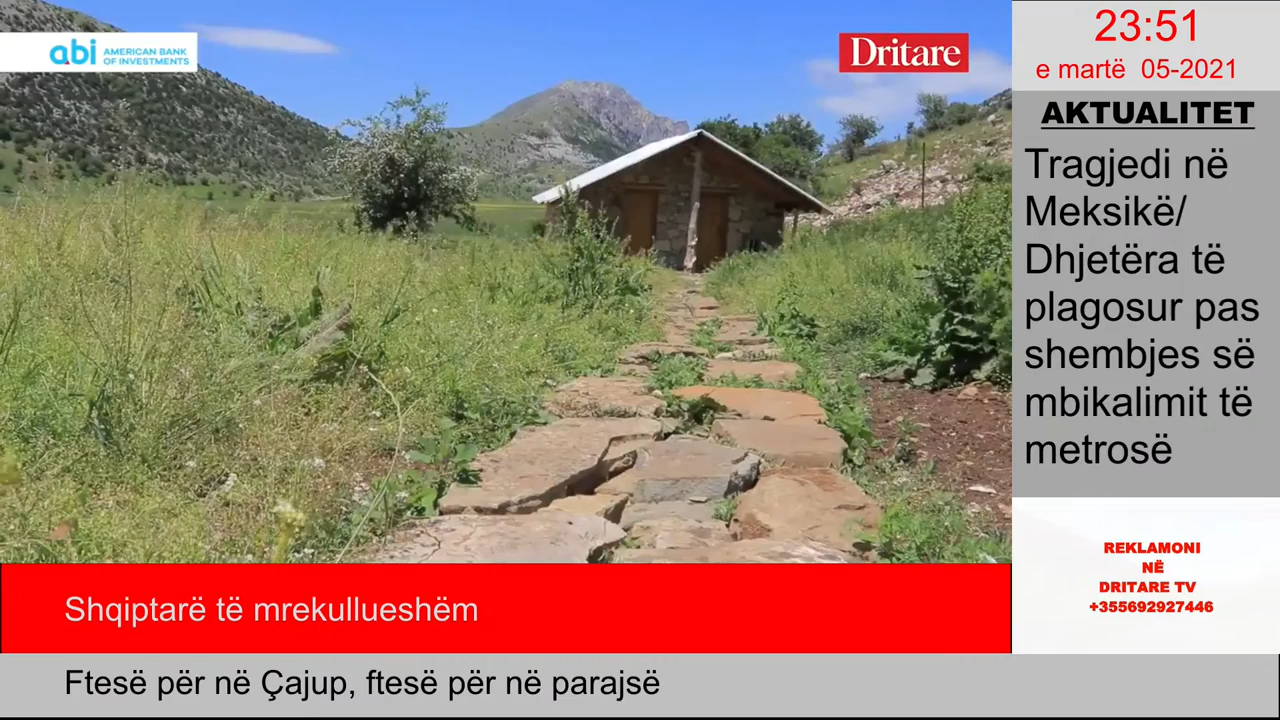 abi AMERICAN BANK
OF INVESTMENTS
Dritare
23:51
e martë 05-2021
AKTUALITET
Tragjedi në
Meksikë/
Dhjetëra të
plagosur pas
shembjes së
mbikalimit të
metrosë
REKLAMONI
NË
DRITARE TV
+355692927446
Shqiptarë të mrekullueshëm
Ftesë për në Çajup, ftesë për në parajsë